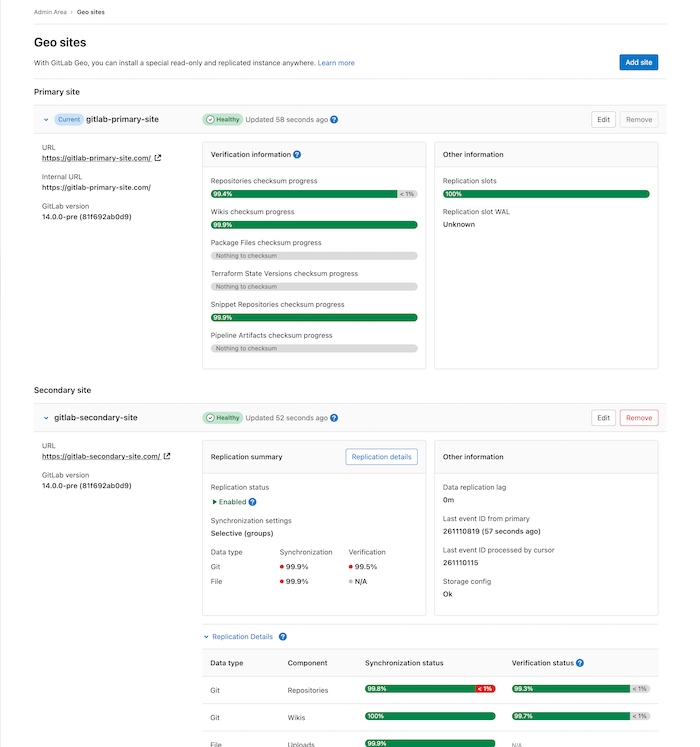 Admin Area › Geo sites
Geo sites
With GitLab Geo, you can install a special read-only and replicated instance anywhere. Learn more
Add site
Primary site
Current gitlab-primary-site
Healthy Updated 58 seconds ago ?
Edit Remove
URL
https://gitlab-primary-site.com/
Internal URL
https://gitlab-primary-site.com/
GitLab version
14.0.0-pre (81f692ab0d9)
Verification information ?
Repositories checksum progress
99.4% < 1%
Wikis checksum progress
99.9%
Package Files checksum progress
Nothing to checksum
Terraform State Versions checksum progress
Nothing to checksum
Snippet Repositories checksum progress
99.9%
Pipeline Artifacts checksum progress
Nothing to checksum
Other information
Replication slots
100%
Replication slot WAL
Unknown
Secondary site
gitlab-secondary-site
Healthy Updated 52 seconds ago ?
Edit Remove
URL
https://gitlab-secondary-site.com/
GitLab version
14.0.0-pre (81f692ab0d9)
Replication summary
Replication details
Replication status
Enabled ?
Synchronization settings
Selective (groups)
Data type Synchronization Verification
Git 99.9% 99.5%
File 99.9% N/A
Other information
Data replication lag
0m
Last event ID from primary
261110819 (57 seconds ago)
Last event ID processed by cursor
261110115
Storage config
Ok
Replication Details ?
Data type Component Synchronization status Verification status ?
Git Repositories 99.8% < 1% 99.3% < 1%
Git Wikis 100% 99.7% < 1%
File Uploads 99.9% N/A